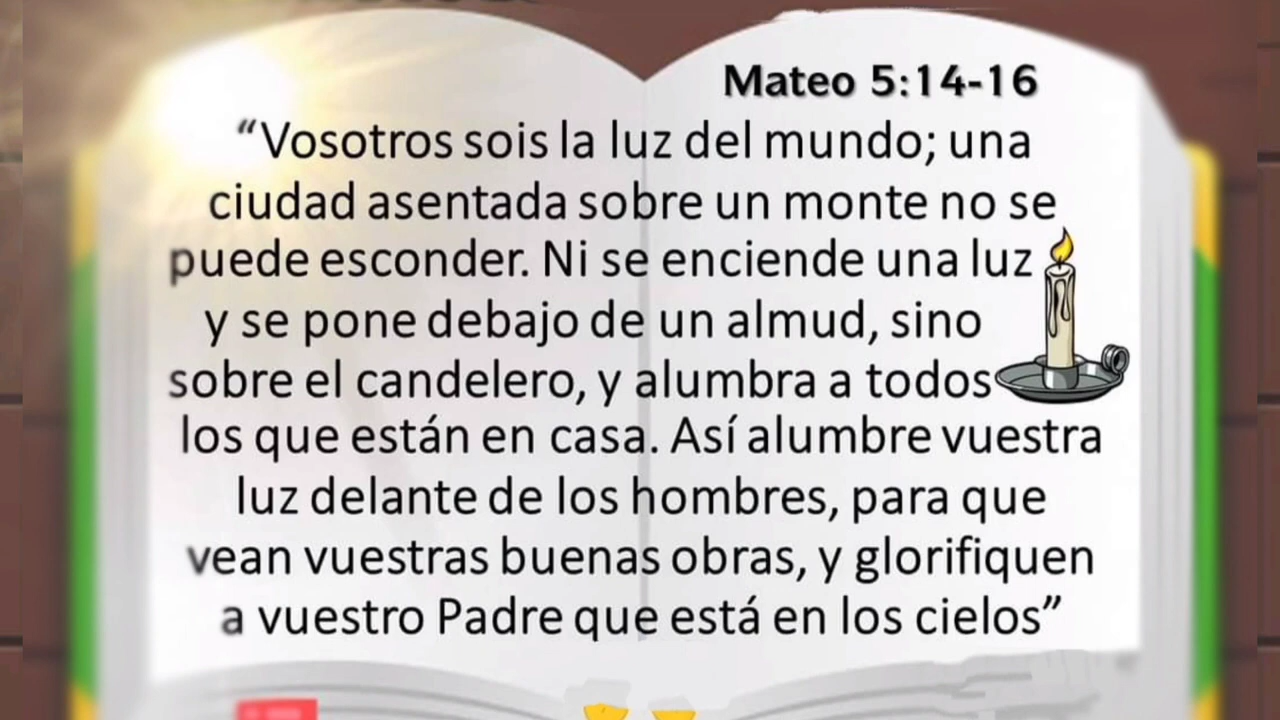 Mateo 5:14-16
“Vosotros sois la luz del mundo; una
ciudad asentada sobre un monte no se
puede esconder. Ni se enciende una luz
y se pone debajo de un almud, sino
sobre el candelero, y alumbra a todos
los que están en casa. Así alumbre vuestra
luz delante de los hombres, para que
vean vuestras buenas obras, y glorifiquen
a vuestro Padre que está en los cielos”